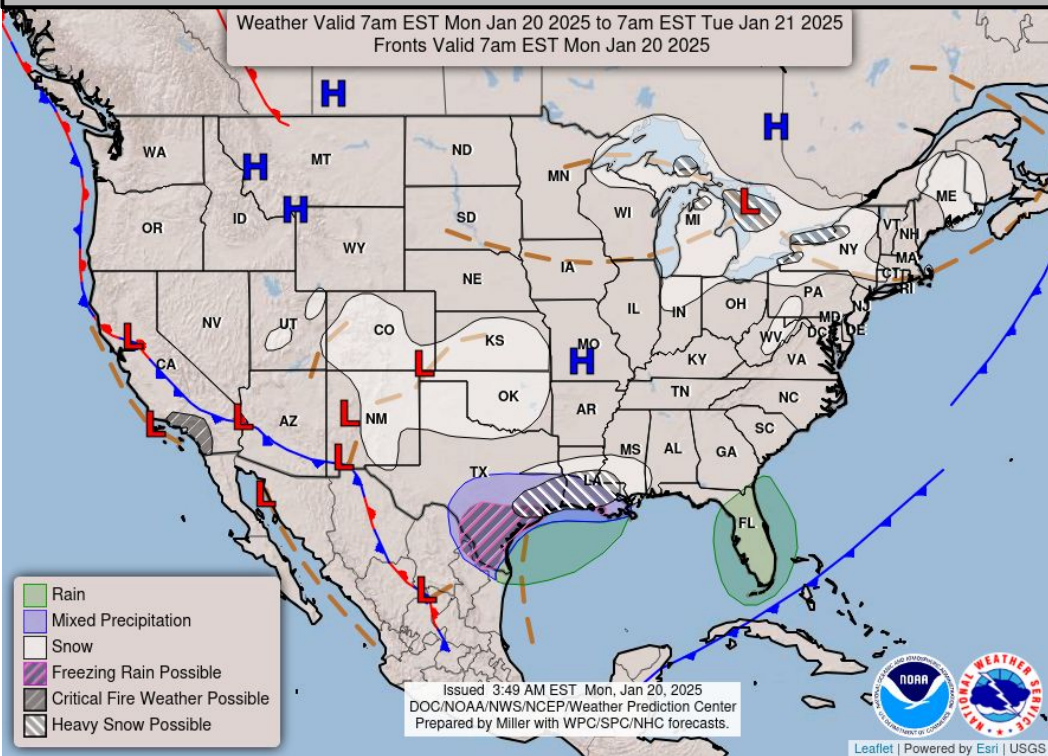 Weather Valid 7am EST Mon Jan 20 2025 to 7am EST Tue Jan 21 2025
Fronts Valid 7am EST Mon Jan 20 2025
H
H
H
H
WA
MT
ND
MN
ME
OR
ID
WY
SD
WI
MI
L
NY
VT
NH
MA
CT
RI
NV
UT
CO
NE
IA
IL
IN
OH
PA
NJ
MD
DE
DC
WV
VA
L
CA
L
KS
MO
H
KY
L
L
AZ
L
NM
OK
AR
TN
NC
SC
L
L
TX
LA
MS
AL
GA
FL
L
Rain
Mixed Precipitation
Snow
Freezing Rain Possible
Critical Fire Weather Possible
Heavy Snow Possible
Issued 3:49 AM EST Mon, Jan 20, 2025
DOC/NOAA/NWS/NCEP/Weather Prediction Center
Prepared by Miller with WPC/SPC/NHC forecasts.
NOAA
NATIONAL WEATHER SERVICE
Leaflet | Powered by Esri | USGS